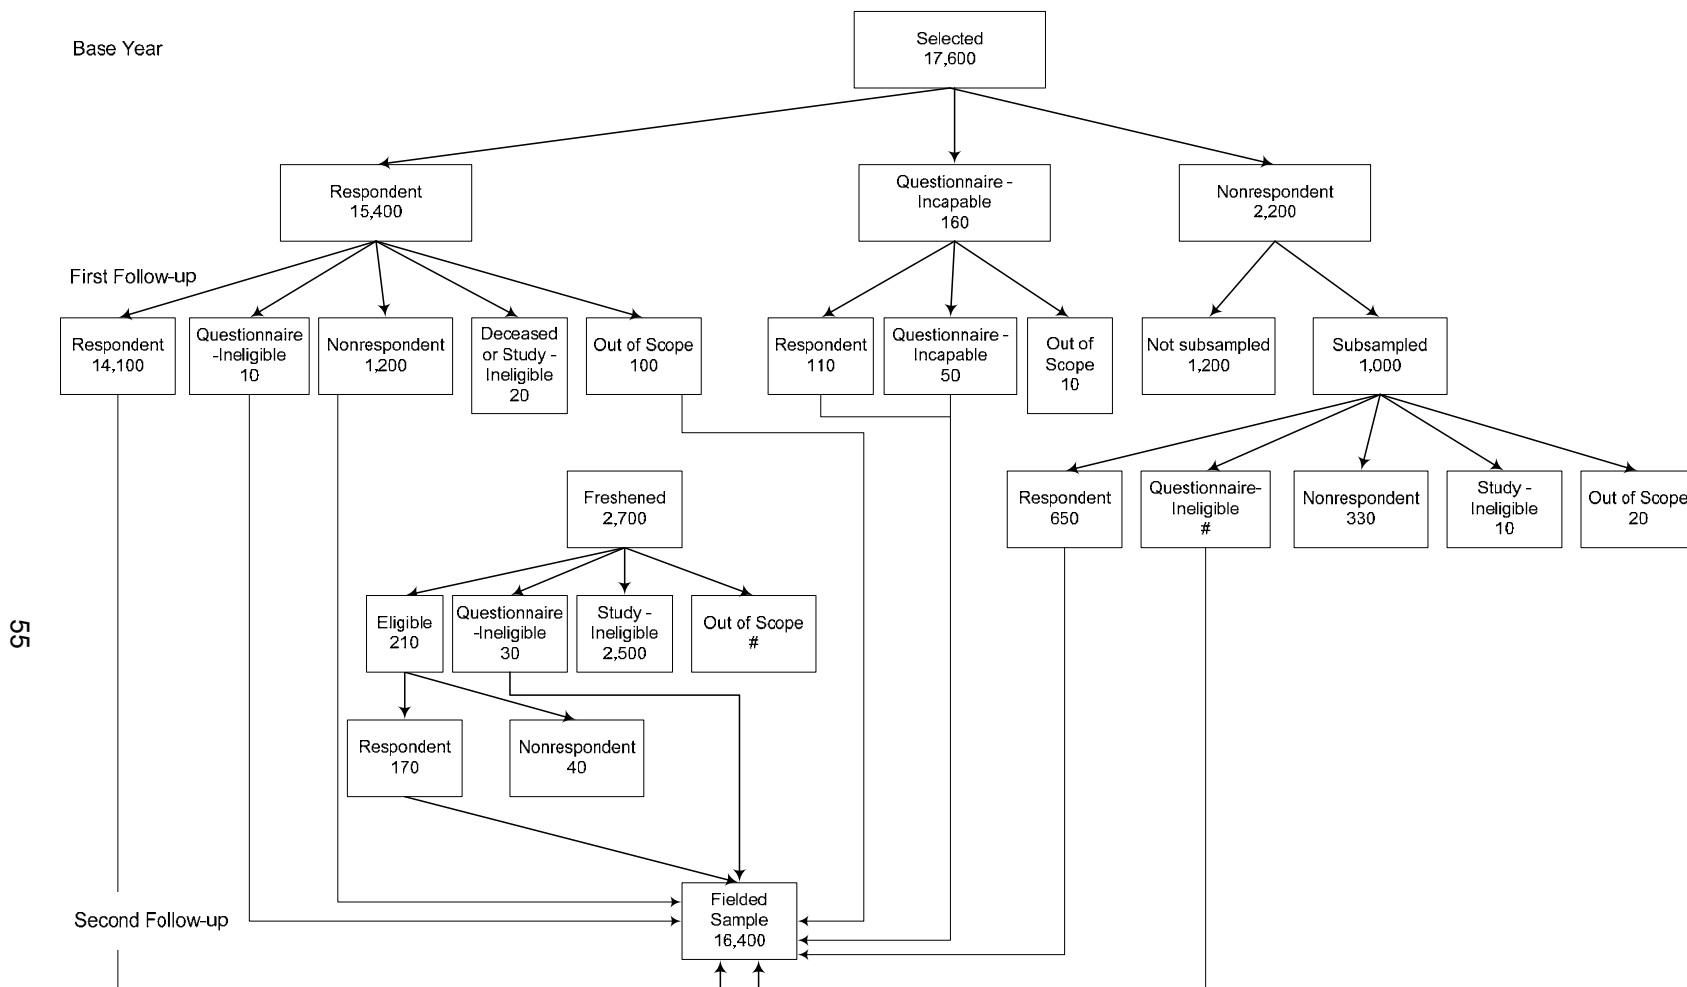 Base Year
Selected
17,600
Respondent
15,400
Questionnaire -
Incapable
160
Nonrespondent
2,200
First Follow-up
Respondent
14,100
Questionnaire
-Ineligible
10
Nonrespondent
1,200
Deceased
or Study -
Ineligible
20
Out of Scope
100
Respondent
110
Questionnaire -
Incapable
50
Out of
Scope
10
Not subsampled
1,200
Subsampled
1,000
Freshened
2,700
Respondent
650
Questionnaire-
Ineligible
#
Nonrespondent
330
Study -
Ineligible
10
Out of Scope
20
Eligible
210
Questionnaire
-Ineligible
30
Study -
Ineligible
2,500
Out of Scope
#
Respondent
170
Nonrespondent
40
Second Follow-up
Fielded
Sample
16,400
55